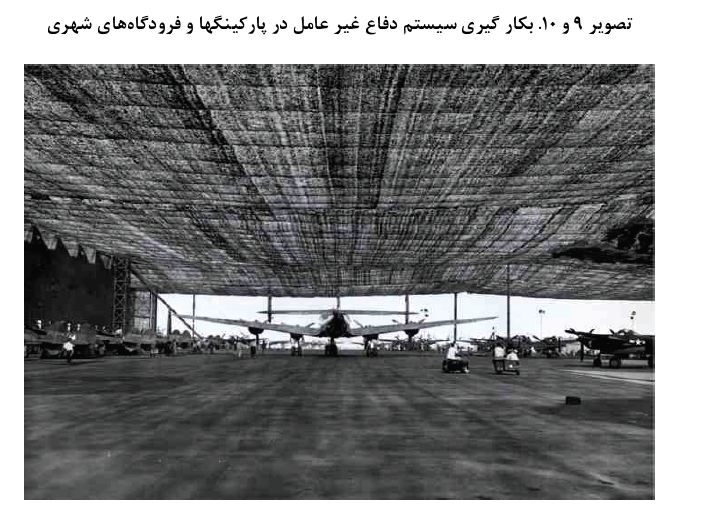 تصویر ۹ و ۱۰. بکار گیری سیستم دفاع غیر عامل در پارکینگها و فرودگاه‌های شهری